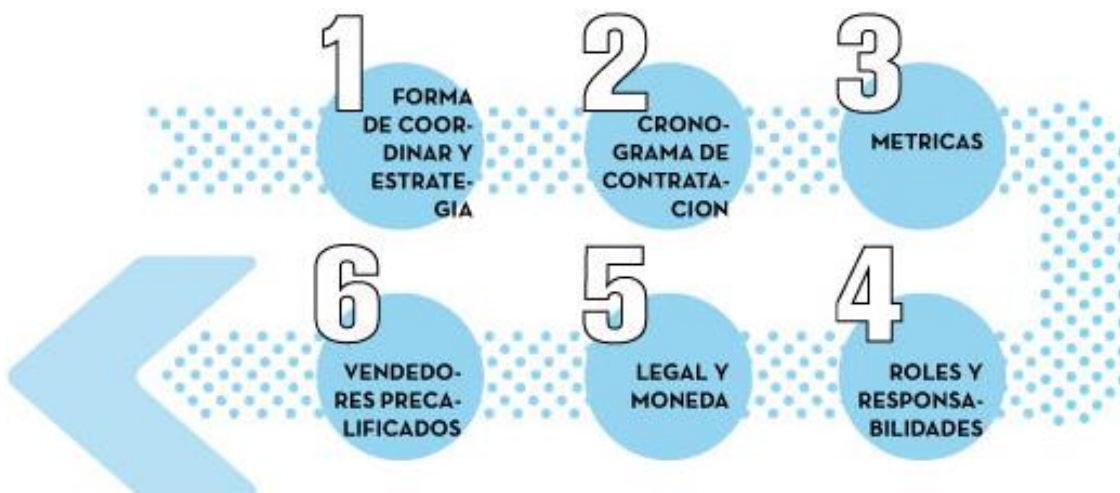 1
FORMA
DE COOR-
DINAR Y
ESTRATE-
GIA
2
CRONO-
GRAMA DE
CONTRATA-
CION
3
METRICAS
4
ROLES Y
RESPONSA-
BILIDADES
5
LEGAL Y
MONEDA
6
VENDEDO-
RES PRECA-
LIFICADOS